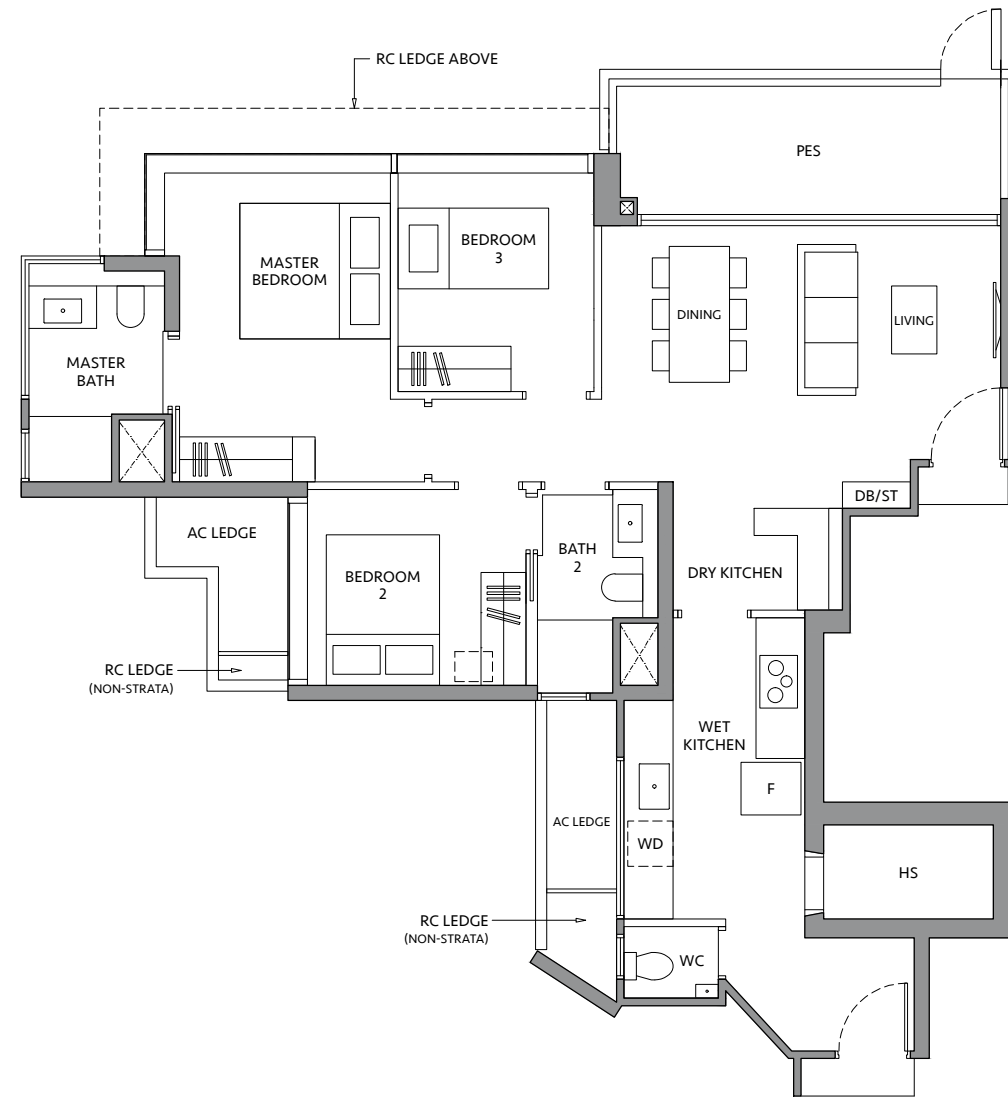 RC LEDGE ABOVE
PES
MASTER
BEDROOM
BEDROOM
3
DINING
LIVING
MASTER
BATH
DB/ST
AC LEDGE
BATH
2
BEDROOM
2
DRY KITCHEN
RC LEDGE
(NON-STRATA)
WET
KITCHEN
F
AC LEDGE
WD
HS
RC LEDGE
(NON-STRATA)
WC